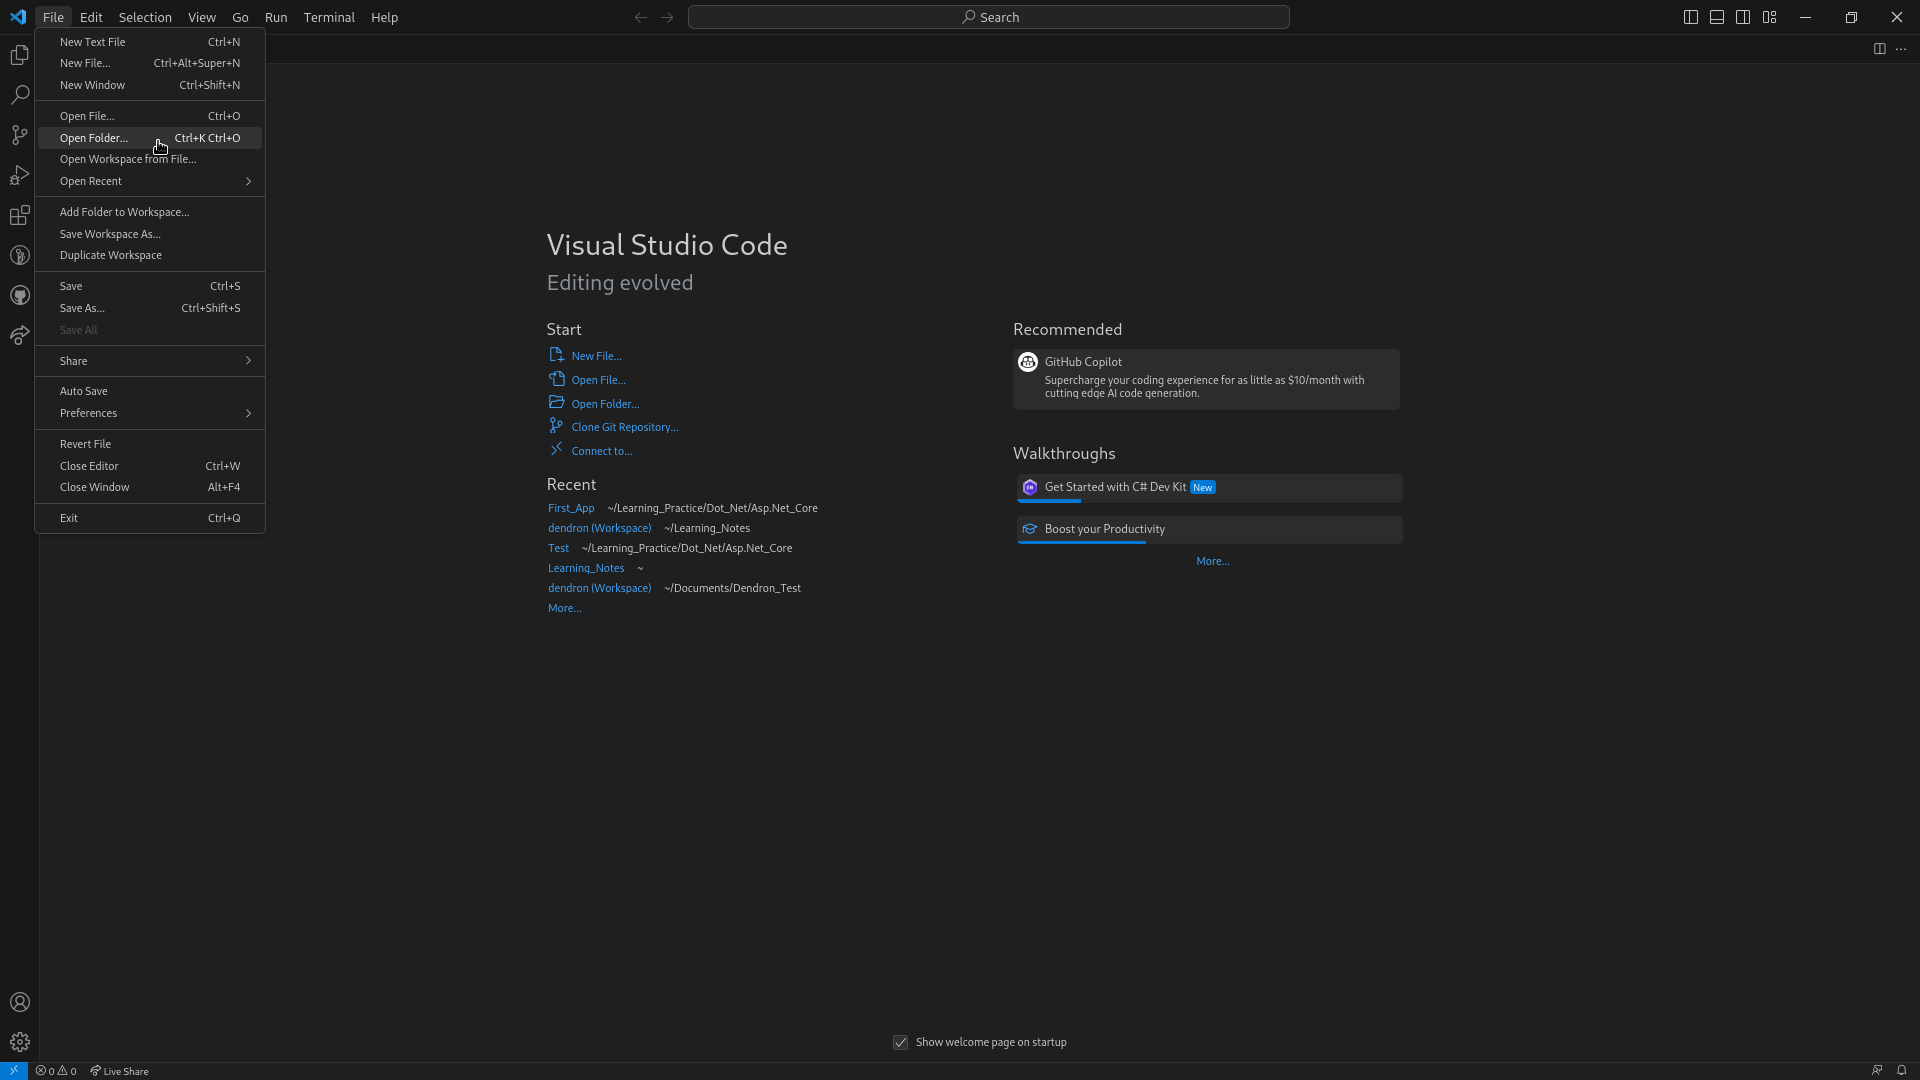 File Edit Selection View Go Run Terminal Help
Search
New Text File Ctrl+N
New File... Ctrl+Alt+Super+N
New Window Ctrl+Shift+N
Open File... Ctrl+O
Open Folder... Ctrl+K Ctrl+O
Open Workspace from File...
Open Recent
Add Folder to Workspace...
Save Workspace As...
Duplicate Workspace
Save Ctrl+S
Save As... Ctrl+Shift+S
Save All
Share
Auto Save
Preferences
Revert File
Close Editor Ctrl+W
Close Window Alt+F4
Exit Ctrl+Q
Visual Studio Code
Editing evolved
Start
New File...
Open File...
Open Folder...
Clone Git Repository...
Connect to...
Recent
First_App ~/Learning_Practice/Dot_Net/Asp.Net_Core
dendron (Workspace) ~/Learning_Notes
Test ~/Learning_Practice/Dot_Net/Asp.Net_Core
Learning_Notes ~
dendron (Workspace) ~/Documents/Dendron_Test
More...
Recommended
GitHub Copilot
Supercharge your coding experience for as little as $10/month with
cutting edge AI code generation.
Walkthroughs
Get Started with C# Dev Kit New
Boost your Productivity
More...
Show welcome page on startup
0 0 Live Share